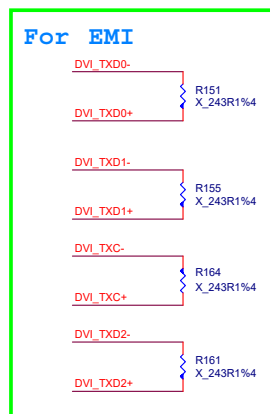 For EMI
DVI_TXD0-
R151
X_243R1%4
DVI_TXD0+
DVI_TXD1-
R155
X_243R1%4
DVI_TXD1+
DVI_TXC-
R164
X_243R1%4
DVI_TXC+
DVI_TXD2-
R161
X_243R1%4
DVI_TXD2+